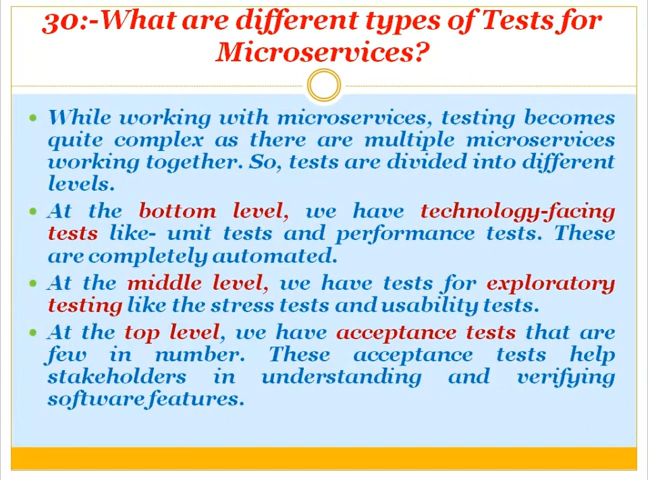 30:-What are different types of Tests for
Microservices?
• While working with microservices, testing becomes
quite complex as there are multiple microservices
working together. So, tests are divided into different
levels.
• At the bottom level, we have technology-facing
tests like- unit tests and performance tests. These
are completely automated.
• At the middle level, we have tests for exploratory
testing like the stress tests and usability tests.
• At the top level, we have acceptance tests that are
few in number. These acceptance tests help
stakeholders in understanding and verifying
software features.